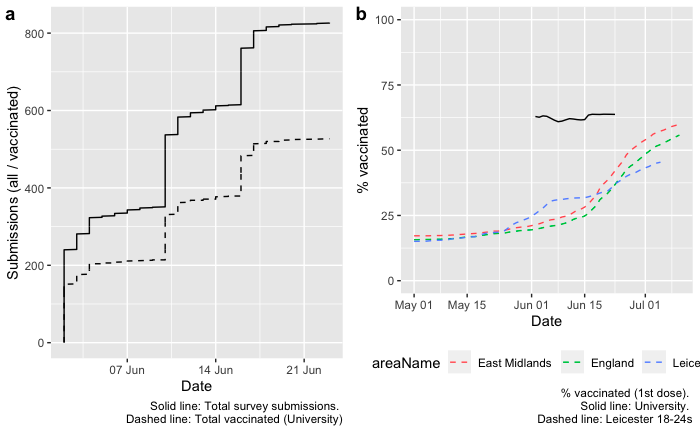 a
Submissions (all / vaccinated)
800
600
400
200
0
07 Jun
14 Jun
21 Jun
Date
Solid line: Total survey submissions.
Dashed line: Total vaccinated (University)
b
% vaccinated
100
75
50
25
0
May 01
May 15
Jun 01
Jun 15
Jul 01
Date
areaName
East Midlands
England
Leice
% vaccinated (1st dose).
Solid line: University.
Dashed line: Leicester 18-24s